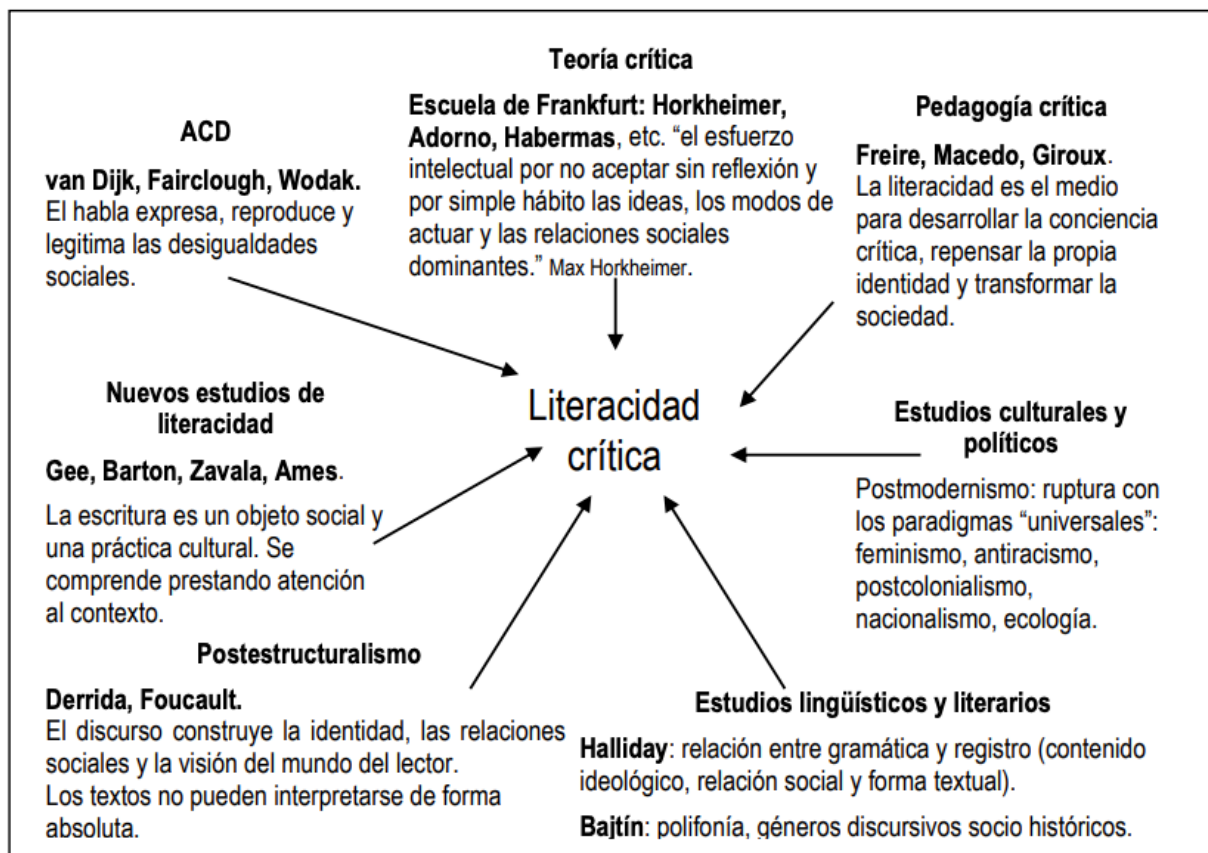 Teoría crítica
Escuela de Frankfurt: Horkheimer,
Adorno, Habermas, etc. “el esfuerzo
intelectual por no aceptar sin reflexión y
por simple hábito las ideas, los modos de
actuar y las relaciones sociales
dominantes.” Max Horkheimer.
ACD
van Dijk, Fairclough, Wodak.
El habla expresa, reproduce y
legitima las desigualdades
sociales.
Pedagogía crítica
Freire, Macedo, Giroux.
La literacidad es el medio
para desarrollar la conciencia
crítica, repensar la propia
identidad y transformar la
sociedad.
Literacidad
crítica
Nuevos estudios de
literacidad
Gee, Barton, Zavala, Ames.
La escritura es un objeto social y
una práctica cultural. Se
comprende prestando atención
al contexto.
Estudios culturales y
políticos
Postmodernismo: ruptura con
los paradigmas “universales”:
feminismo, antiracismo,
postcolonialismo,
nacionalismo, ecología.
Postestructuralismo
Derrida, Foucault.
El discurso construye la identidad, las relaciones
sociales y la visión del mundo del lector.
Los textos no pueden interpretarse de forma
absoluta.
Estudios lingüísticos y literarios
Halliday: relación entre gramática y registro (contenido
ideológico, relación social y forma textual).
Bajtín: polifonía, géneros discursivos socio históricos.